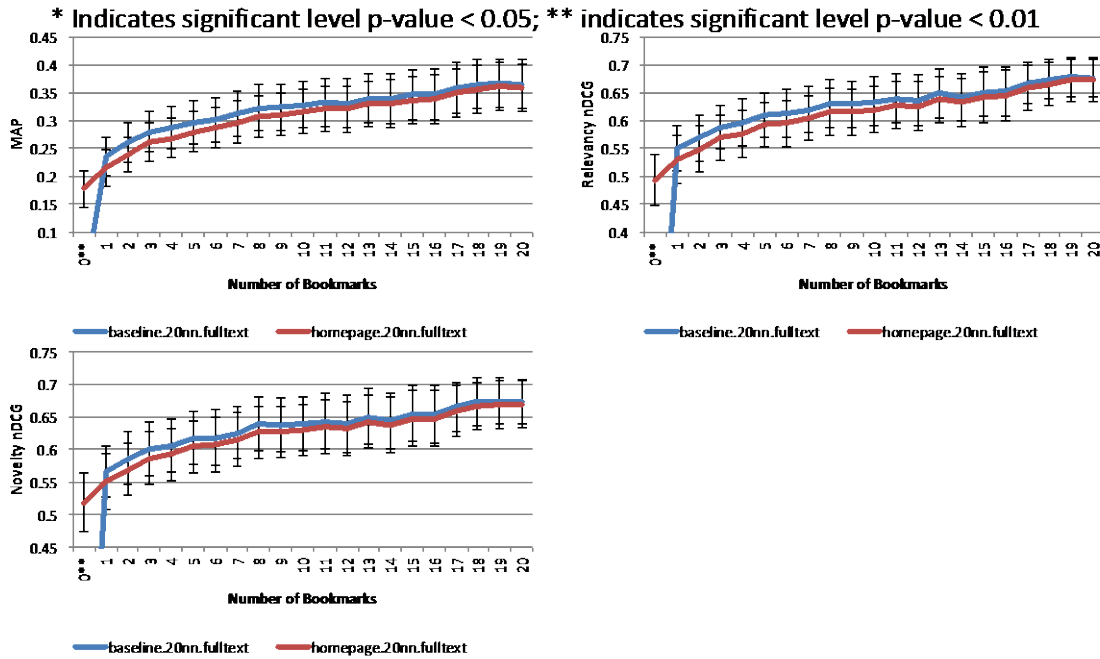 * Indicates significant level p-value < 0.05; ** indicates significant level p-value < 0.01
MAP
0.45
0.4
0.35
0.3
0.25
0.2
0.15
0.1
0** 1 2 3 4 5 6 7 8 9 10 11 12 13 14 15 16 17 18 19 20
Number of Bookmarks
baseline.20nn.fulltext homepage.20nn.fulltext
Relevancy nDCG
0.75
0.7
0.65
0.6
0.55
0.5
0.45
0.4
0** 1 2 3 4 5 6 7 8 9 10 11 12 13 14 15 16 17 18 19 20
Number of Bookmarks
baseline.20nn.fulltext homepage.20nn.fulltext
Novelty nDCG
0.75
0.7
0.65
0.6
0.55
0.5
0.45
0** 1 2 3 4 5 6 7 8 9 10 11 12 13 14 15 16 17 18 19 20
Number of Bookmarks
baseline.20nn.fulltext homepage.20nn.fulltext